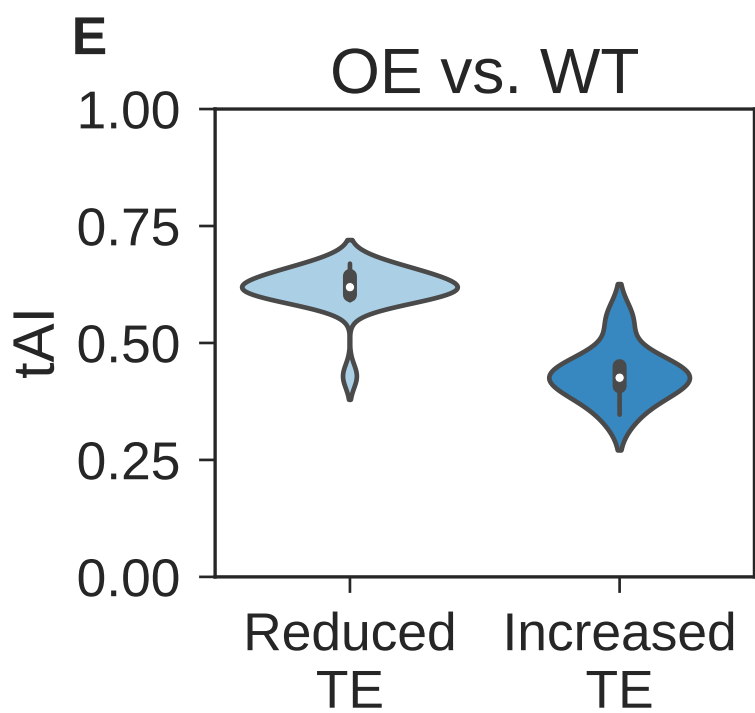 E
OE vs. WT
1.00
0.75
0.50
0.25
0.00
tAI
Reduced TE
Increased TE